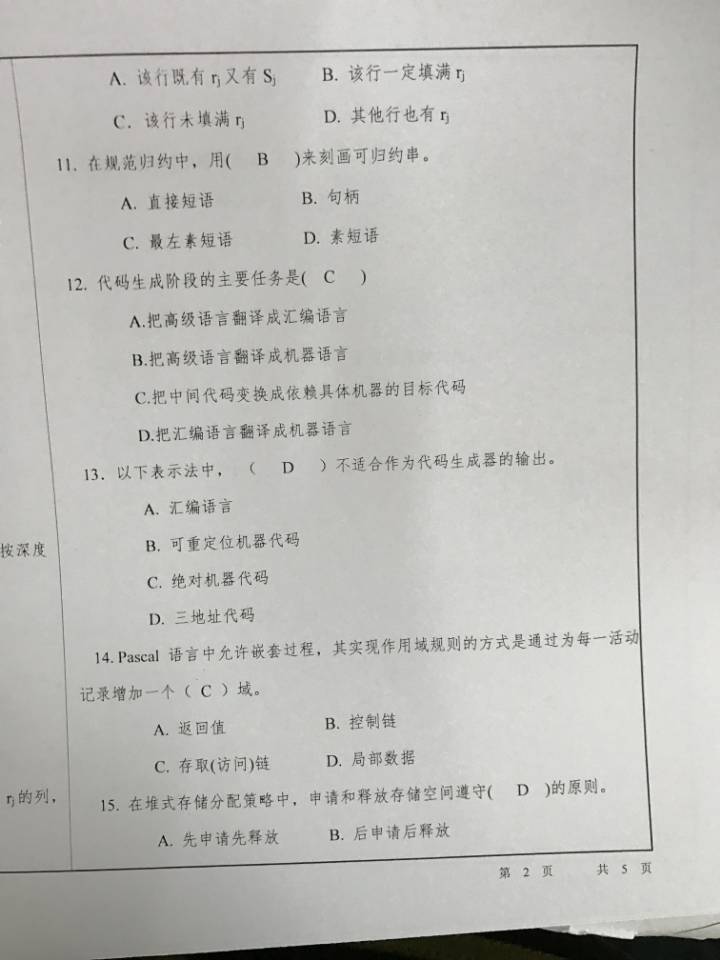 A. 该行既有 rj 又有 Sj B. 该行一定填满 rj
C. 该行未填满 rj D. 其他行也有 rj
11. 在规范归约中，用( B )来刻画可归约串。
A. 直接短语 B. 句柄
C. 最左素短语 D. 素短语
12. 代码生成阶段的主要任务是( C )
A.把高级语言翻译成汇编语言
B.把高级语言翻译成机器语言
C.把中间代码变换成依赖具体机器的目标代码
D.把汇编语言翻译成机器语言
13. 以下表示法中，（ D ）不适合作为代码生成器的输出。
A. 汇编语言
B. 可重定位机器代码
按深度
C. 绝对机器代码
D. 三地址代码
14. Pascal 语言中允许嵌套过程，其实现作用域规则的方式是通过为每一活动
记录增加一个（ C ）域。
A. 返回值 B. 控制链
C. 存取(访问)链 D. 局部数据
rj 的列，
15. 在堆式存储分配策略中，申请和释放存储空间遵守( D )的原则。
A. 先申请先释放 B. 后申请后释放
第 2 页 共 5 页